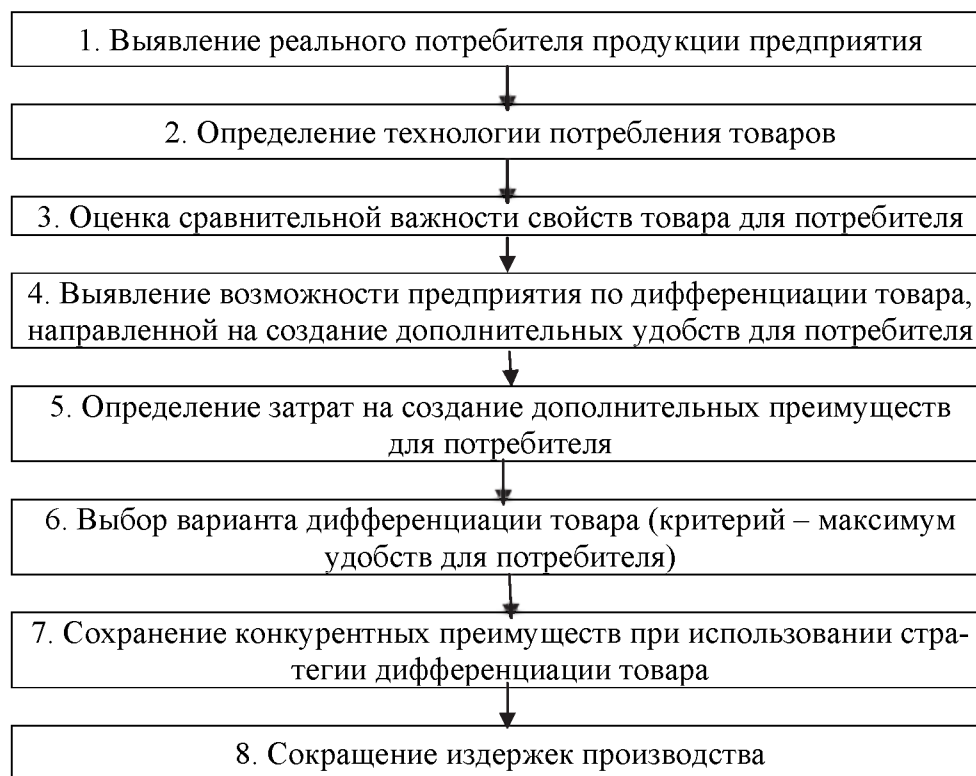 1. Выявление реального потребителя продукции предприятия
2. Определение технологии потребления товаров
3. Оценка сравнительной важности свойств товара для потребителя
4. Выявление возможности предприятия по дифференциации товара,
направленной на создание дополнительных удобств для потребителя
5. Определение затрат на создание дополнительных преимуществ
для потребителя
6. Выбор варианта дифференциации товара (критерий – максимум
удобств для потребителя)
7. Сохранение конкурентных преимуществ при использовании стра-
тегии дифференциации товара
8. Сокращение издержек производства